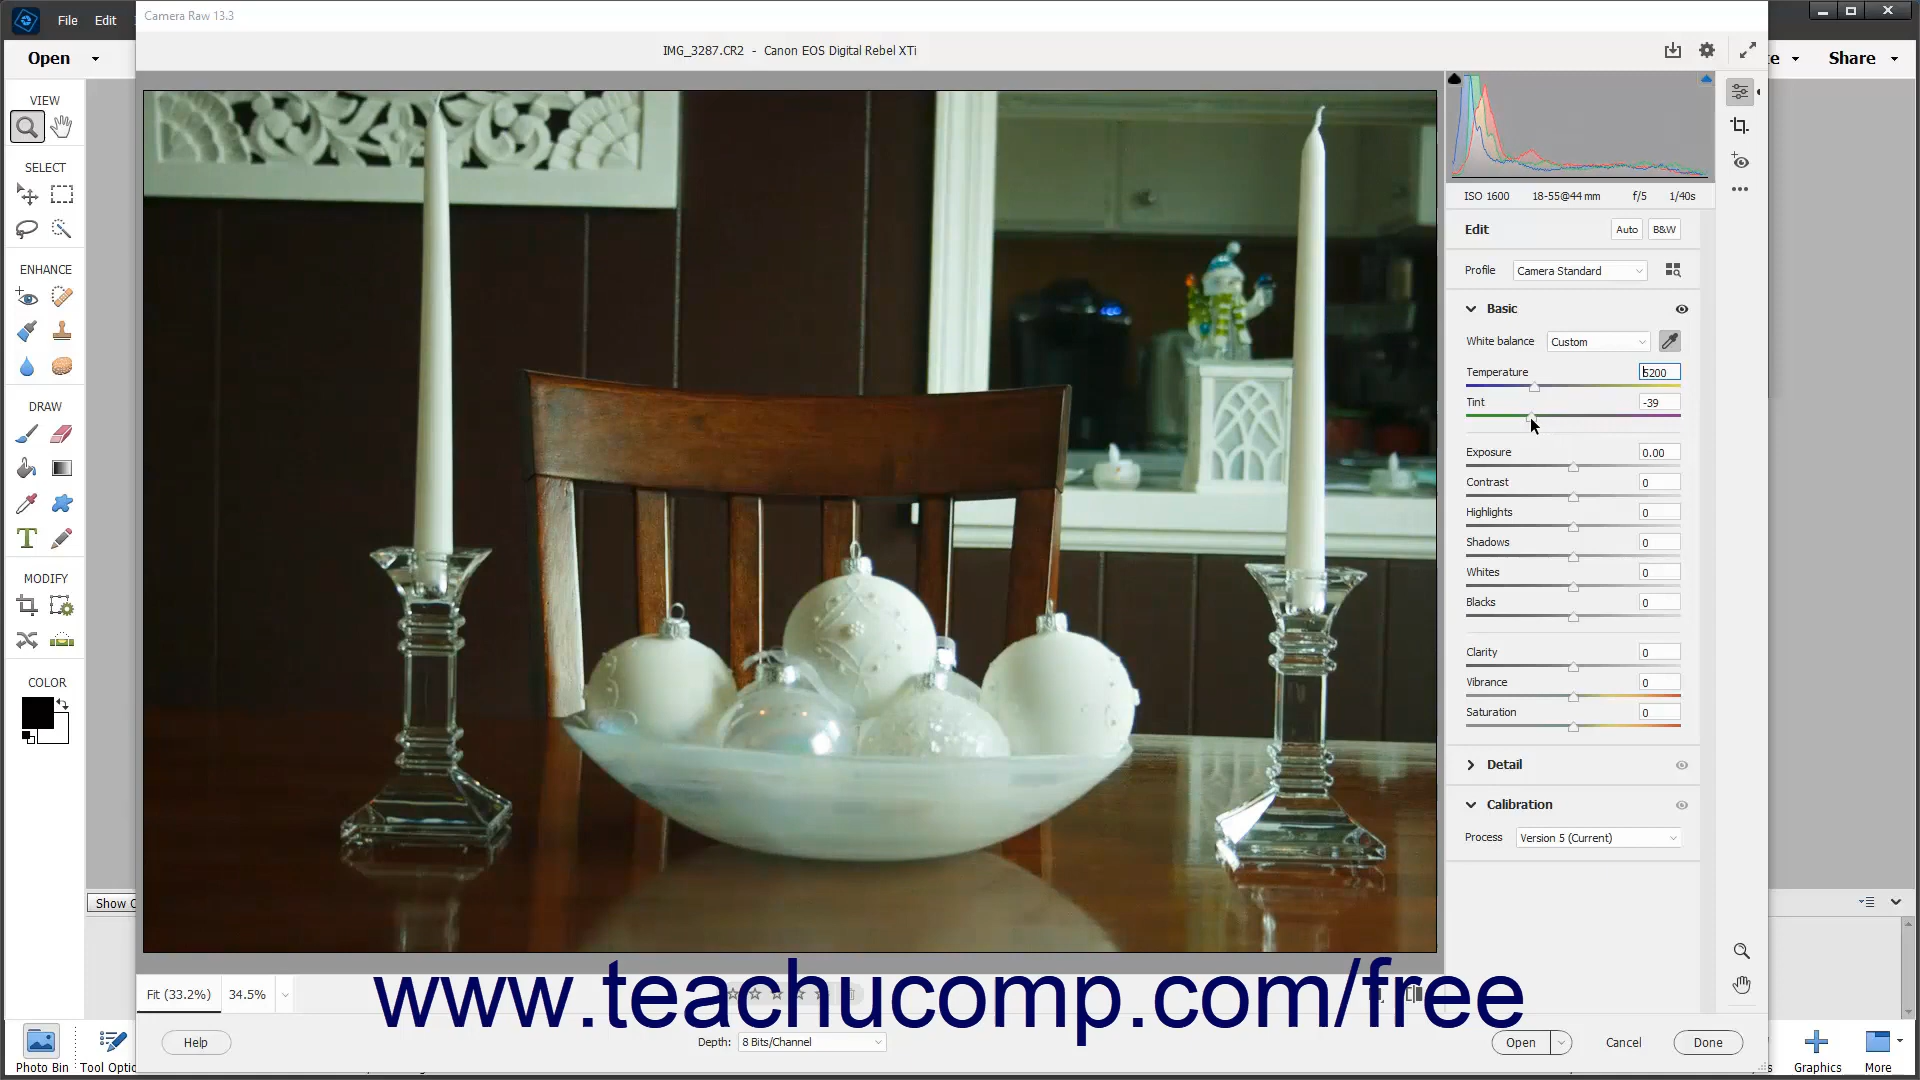 Camera Raw 13.3
File Edit
IMG_3287.CR2 - Canon EOS Digital Rebel XTi
Open
Share
VIEW
SELECT
ENHANCE
DRAW
MODIFY
COLOR
ISO 1600 18-55@44 mm f/5 1/40s
Edit Auto B&W
Profile Camera Standard
Basic
White balance Custom
Temperature 5200
Tint -39
Exposure 0.00
Contrast 0
Highlights 0
Shadows 0
Whites 0
Blacks 0
Clarity 0
Vibrance 0
Saturation 0
Detail
Calibration
Process Version 5 (Current)
Show
Fit (33.2%) 34.5%
www.teachucomp.com/free
Help
Depth: 8 Bits/Channel
Open Cancel Done
Photo Bin Tool Graphics More